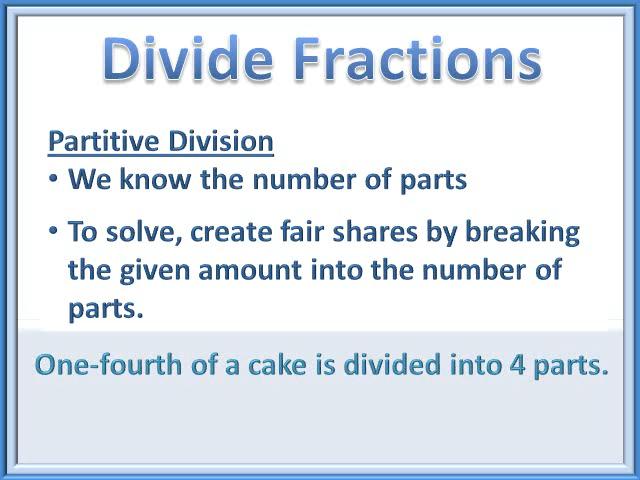 Divide Fractions
Partitive Division
• We know the number of parts
• To solve, create fair shares by breaking
the given amount into the number of
parts.
One-fourth of a cake is divided into 4 parts.